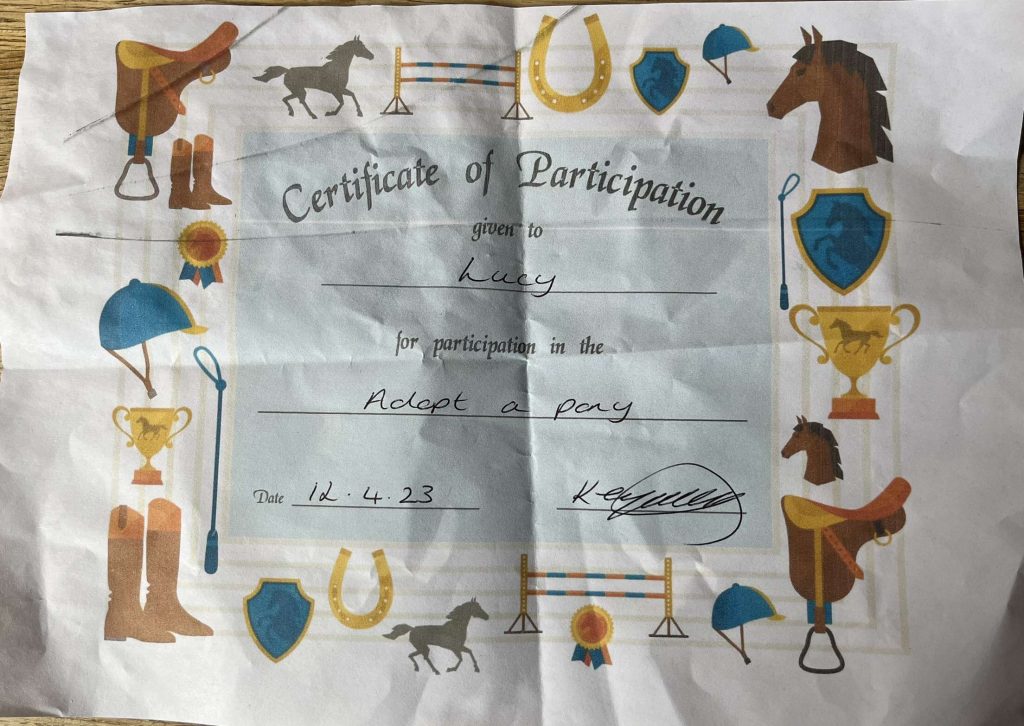 Certificate of Participation
given to
Lucy
for participation in the
Adopt a pony
Date 12.4.23